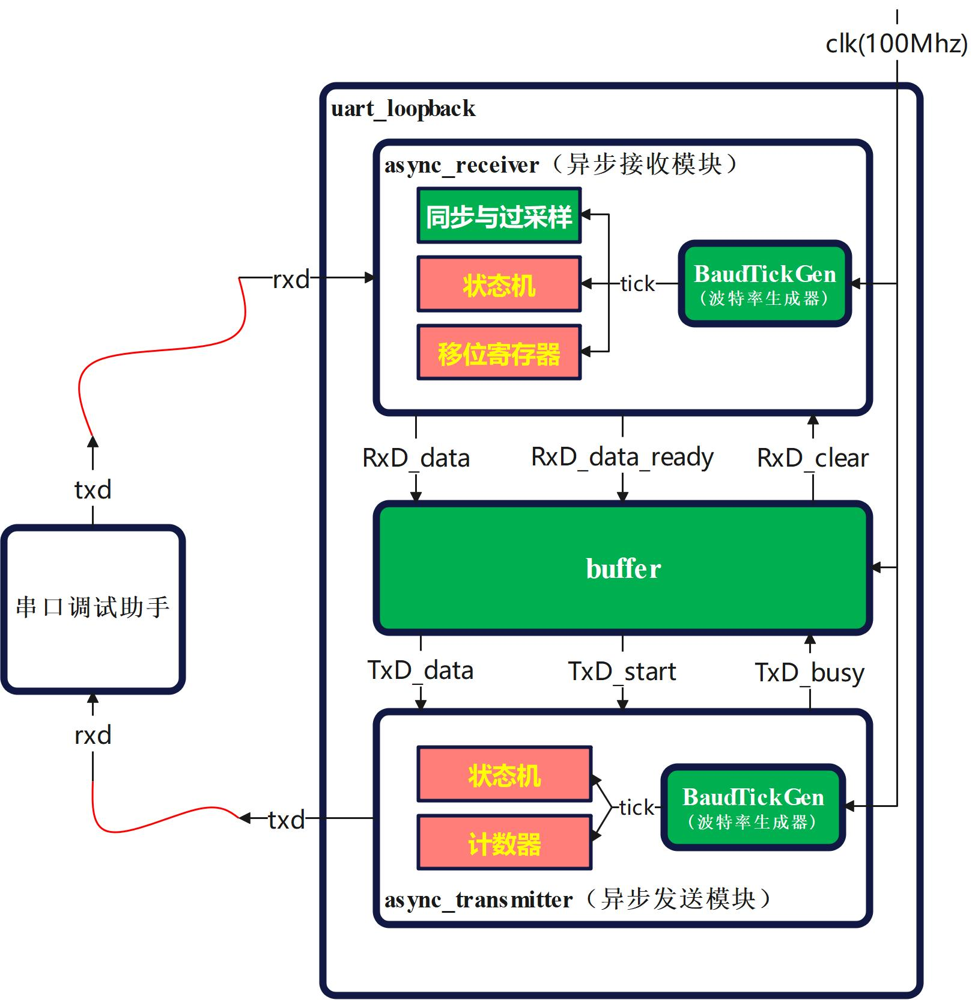 clk(100Mhz)
uart_loopback
async_receiver（异步接收模块）
同步与过采样
状态机
移位寄存器
tick
BaudTickGen
（波特率生成器）
rxd
RxD_data
RxD_data_ready
RxD_clear
txd
buffer
串口调试助手
TxD_data
TxD_start
TxD_busy
rxd
状态机
计数器
tick
BaudTickGen
（波特率生成器）
txd
async_transmitter（异步发送模块）